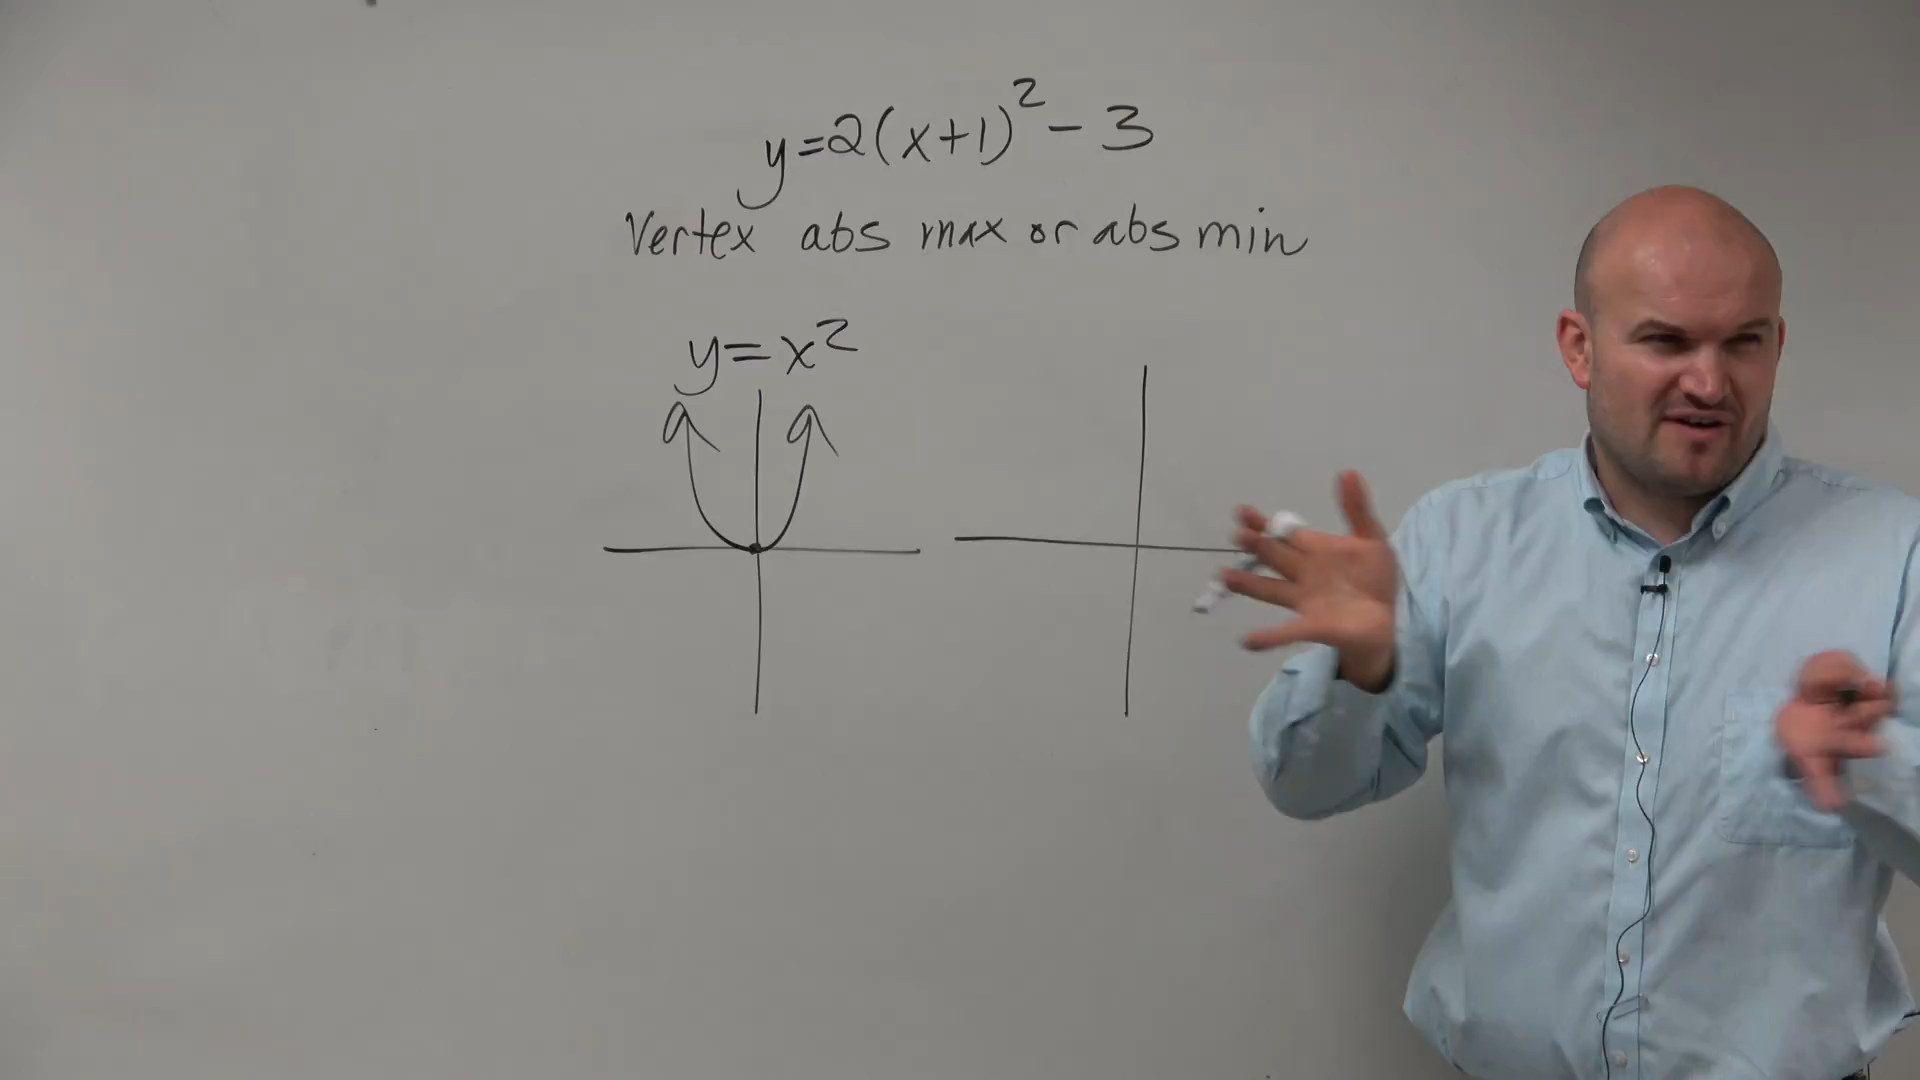 y=2(x+1)² - 3
Vertex abs max or abs min
y=x²